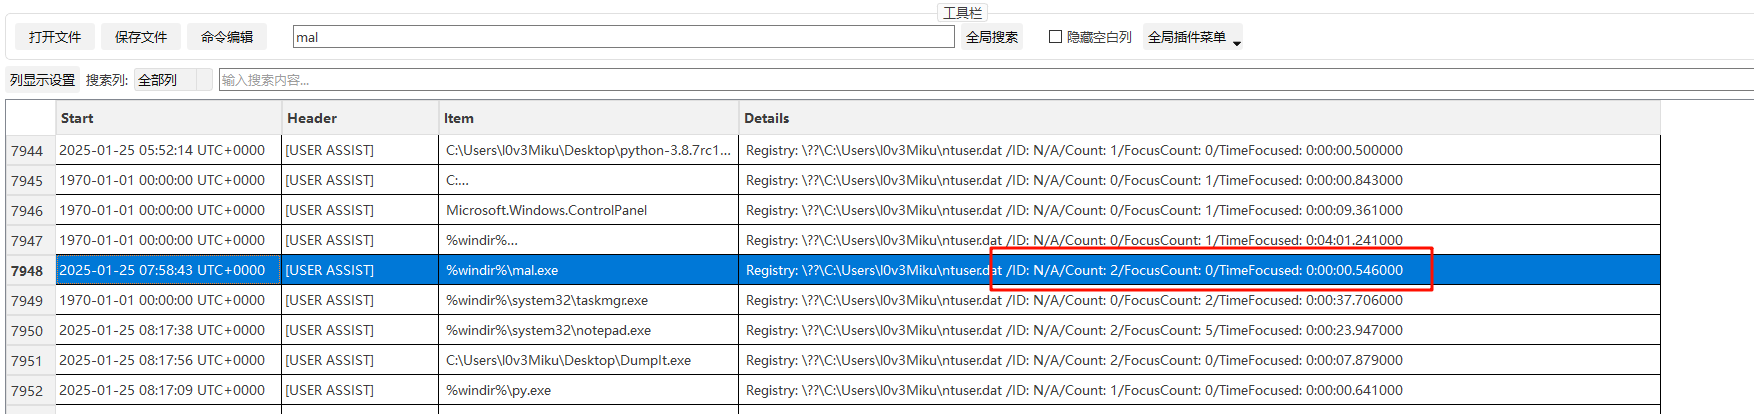 工具栏
打开文件 保存文件 命令编辑 mal 全局搜索 隐藏空白列 全局插件菜单
列显示设置 搜索列: 全部列 输入搜索内容...
Start Header Item Details
7944 2025-01-25 05:52:14 UTC+0000 [USER ASSIST] C:\Users\l0v3Miku\Desktop\python-3.8.7rc1... Registry: \??\C:\Users\l0v3Miku\ntuser.dat /ID: N/A/Count: 1/FocusCount: 0/TimeFocused: 0:00:00.500000
7945 1970-01-01 00:00:00 UTC+0000 [USER ASSIST] C:... Registry: \??\C:\Users\l0v3Miku\ntuser.dat /ID: N/A/Count: 0/FocusCount: 1/TimeFocused: 0:00:00.843000
7946 1970-01-01 00:00:00 UTC+0000 [USER ASSIST] Microsoft.Windows.ControlPanel Registry: \??\C:\Users\l0v3Miku\ntuser.dat /ID: N/A/Count: 0/FocusCount: 1/TimeFocused: 0:00:09.361000
7947 1970-01-01 00:00:00 UTC+0000 [USER ASSIST] %windir%... Registry: \??\C:\Users\l0v3Miku\ntuser.dat /ID: N/A/Count: 0/FocusCount: 1/TimeFocused: 0:04:01.241000
7948 2025-01-25 07:58:43 UTC+0000 [USER ASSIST] %windir%\mal.exe Registry: \??\C:\Users\l0v3Miku\ntuser.dat /ID: N/A/Count: 2/FocusCount: 0/TimeFocused: 0:00:00.546000
7949 1970-01-01 00:00:00 UTC+0000 [USER ASSIST] %windir%\system32\taskmgr.exe Registry: \??\C:\Users\l0v3Miku\ntuser.dat /ID: N/A/Count: 0/FocusCount: 2/TimeFocused: 0:00:37.706000
7950 2025-01-25 08:17:38 UTC+0000 [USER ASSIST] %windir%\system32\notepad.exe Registry: \??\C:\Users\l0v3Miku\ntuser.dat /ID: N/A/Count: 2/FocusCount: 5/TimeFocused: 0:00:23.947000
7951 2025-01-25 08:17:56 UTC+0000 [USER ASSIST] C:\Users\l0v3Miku\Desktop\DumpIt.exe Registry: \??\C:\Users\l0v3Miku\ntuser.dat /ID: N/A/Count: 2/FocusCount: 0/TimeFocused: 0:00:07.879000
7952 2025-01-25 08:17:09 UTC+0000 [USER ASSIST] %windir%\py.exe Registry: \??\C:\Users\l0v3Miku\ntuser.dat /ID: N/A/Count: 1/FocusCount: 0/TimeFocused: 0:00:00.641000